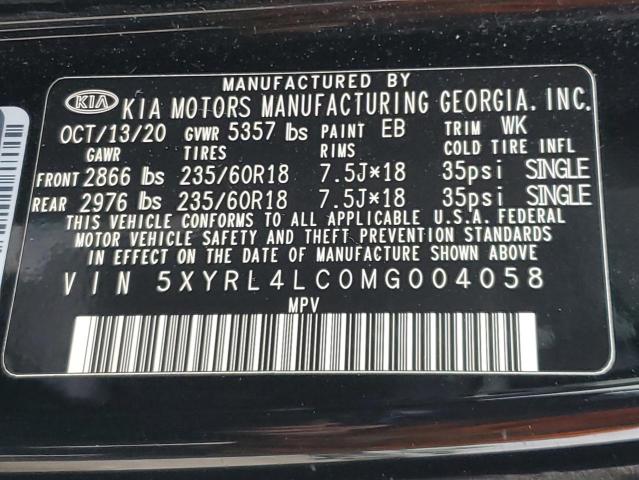 MANUFACTURED BY
KIA KIA MOTORS MANUFACTURING GEORGIA. INC.
OCT/13/20 GVWR 5357 lbs PAINT EB TRIM WK
GAWR TIRES RIMS COLD TIRE INFL
FRONT 2866 lbs 235/60R18 7.5J*18 35psi SINGLE
REAR 2976 lbs 235/60R18 7.5J*18 35psi SINGLE
THIS VEHICLE CONFORMS TO ALL APPLICABLE U.S.A. FEDERAL
MOTOR VEHICLE SAFETY AND THEFT PREVENTION STANDARDS
IN EFFECT ON THE DATE OF MANUFACTURE SHOWN ABOVE
VIN 5XYRL4LC0MG004058
MPV